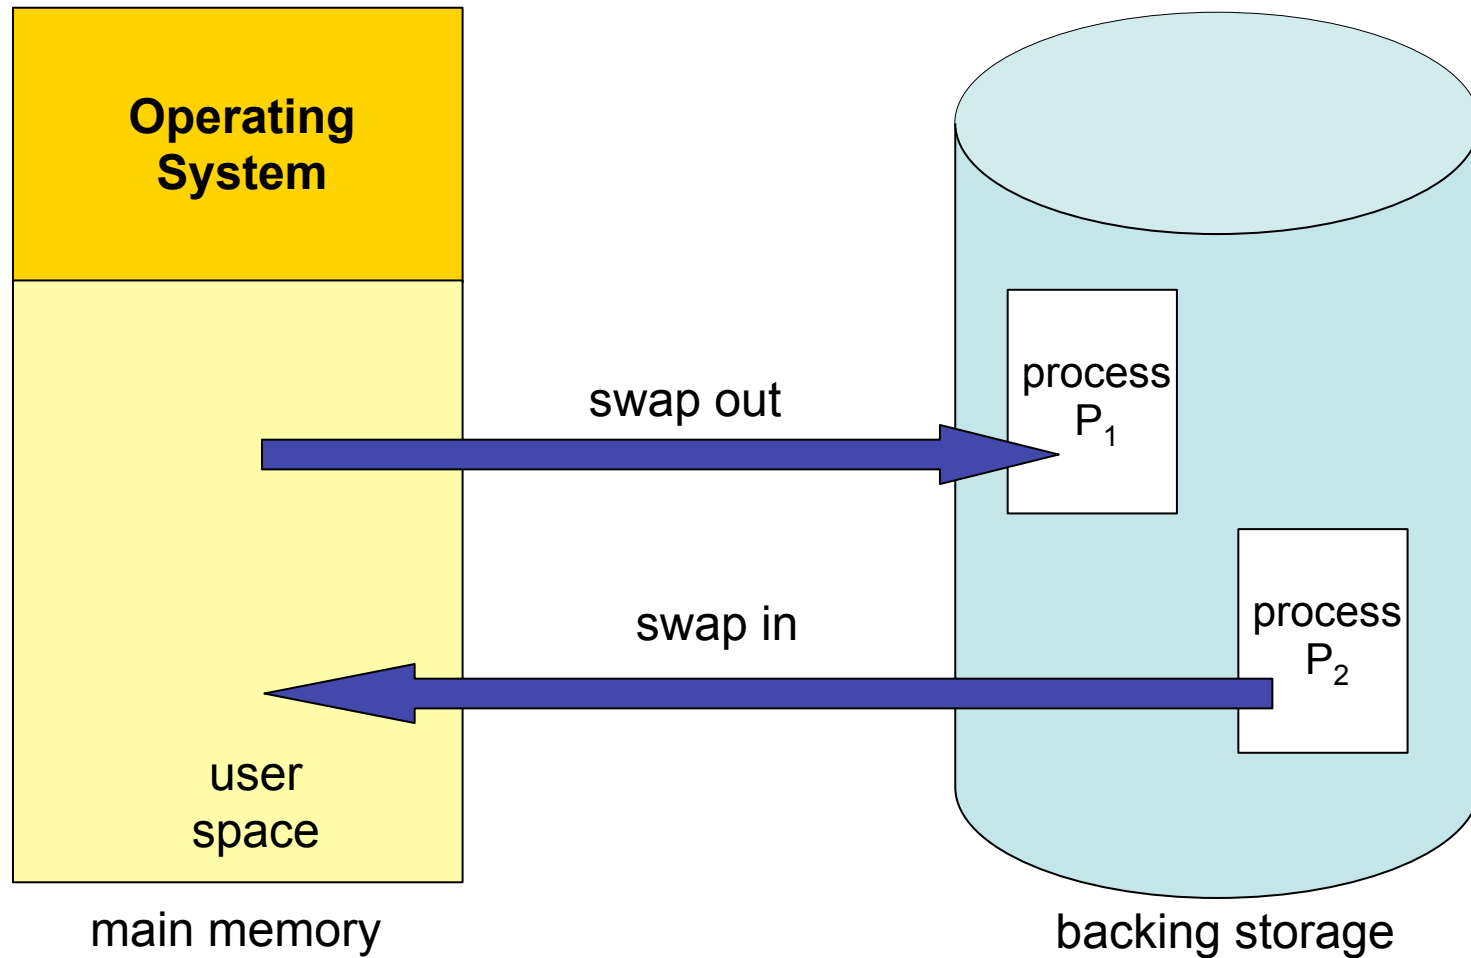 Operating
System
swap out
process
P₁
swap in
process
P₂
user
space
main memory
backing storage